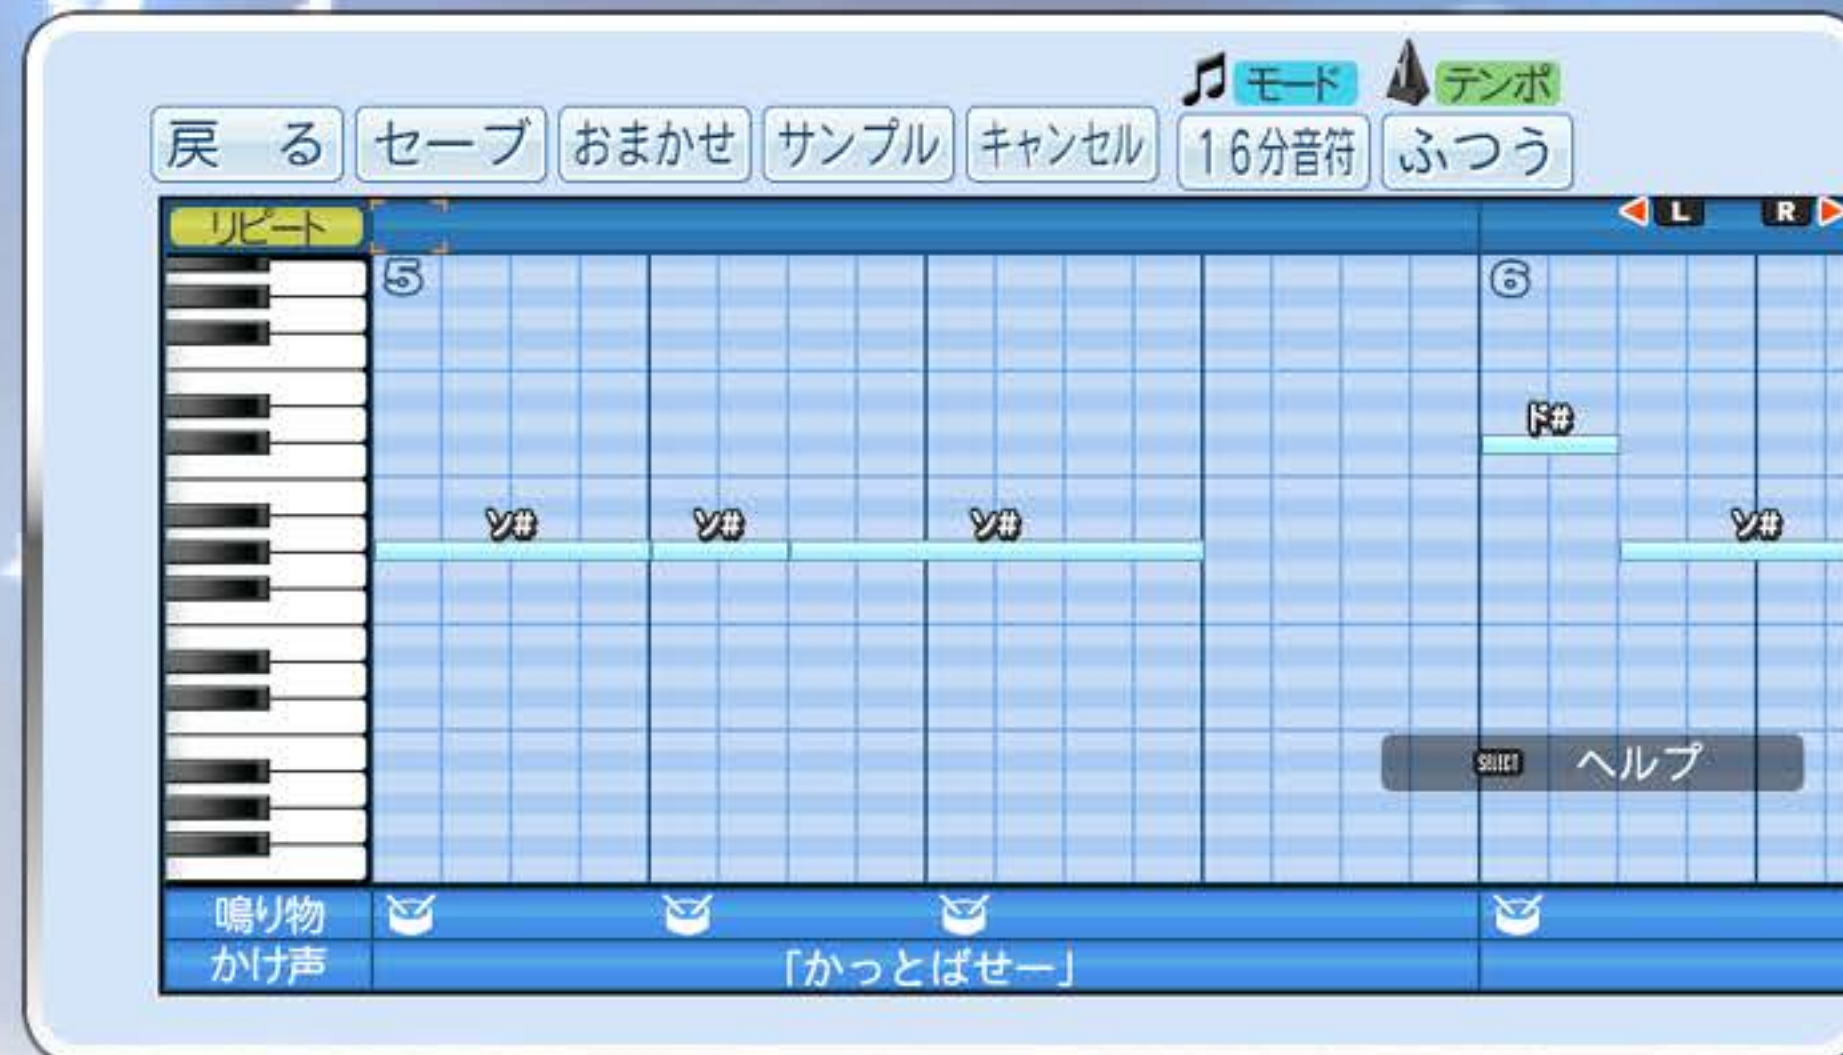 モード テンポ
戻 る セーブ おまかせ サンプル キャンセル 16分音符 ふつう
リピート L R
5 6
ド#
ソ# ソ# ソ# ソ#
SELECT ヘルプ
鳴り物
かけ声 「かっとばせー」